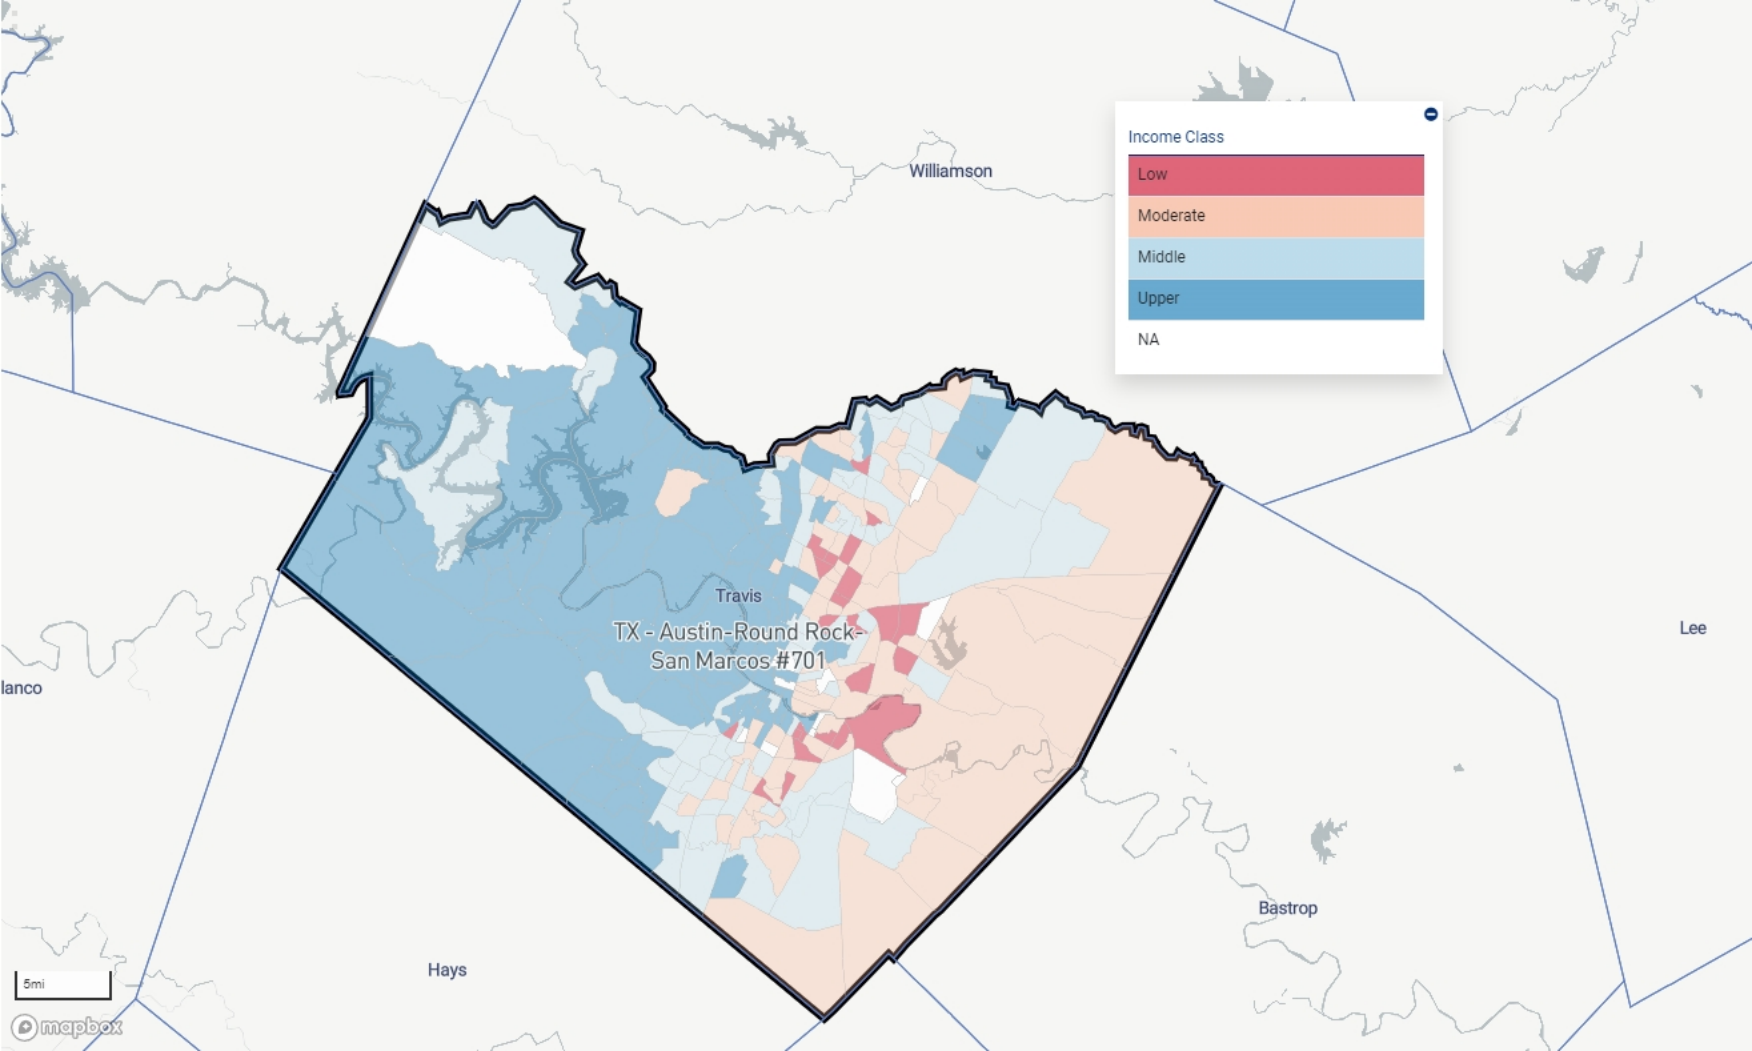 Williamson
Income Class
Low
Moderate
Middle
Upper
NA
Travis
TX - Austin-Round Rock-
San Marcos #701
Lee
lanco
Bastrop
Hays
5mi
mapbox